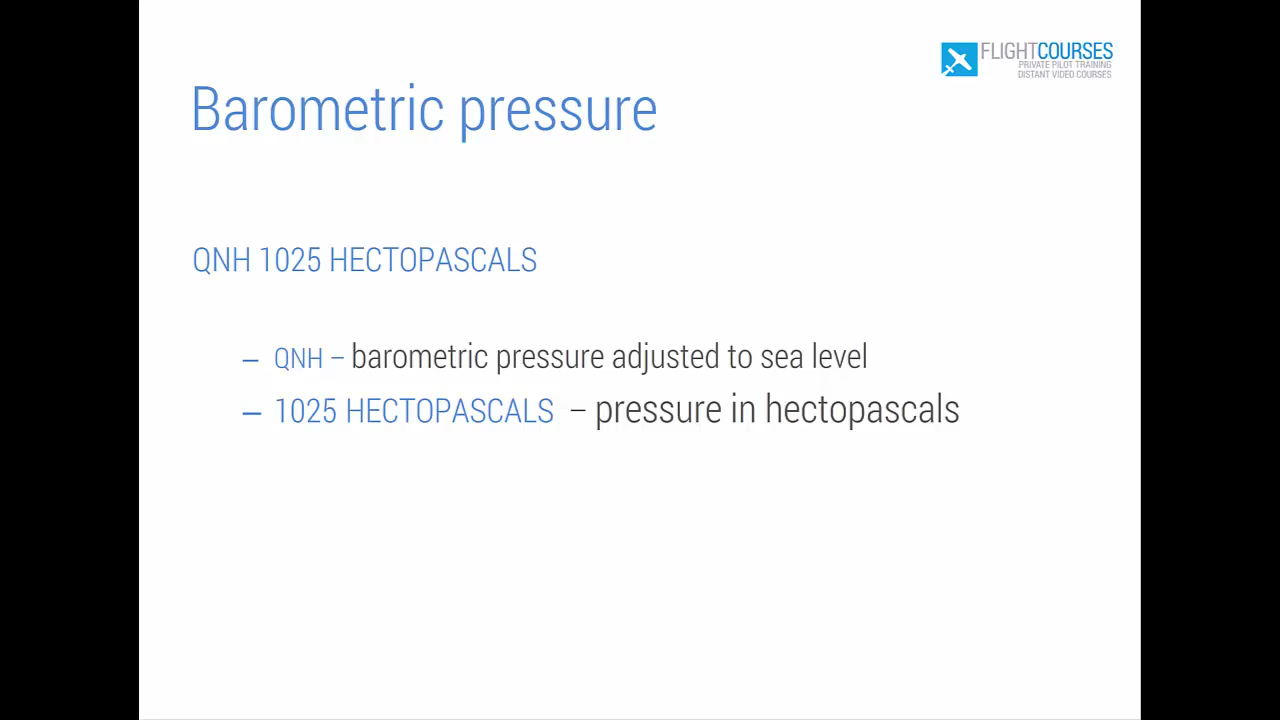 FLIGHTCOURSES
PRIVATE PILOT TRAINING
DISTANT VIDEO COURSES
Barometric pressure
QNH 1025 HECTOPASCALS
– QNH – barometric pressure adjusted to sea level
– 1025 HECTOPASCALS – pressure in hectopascals